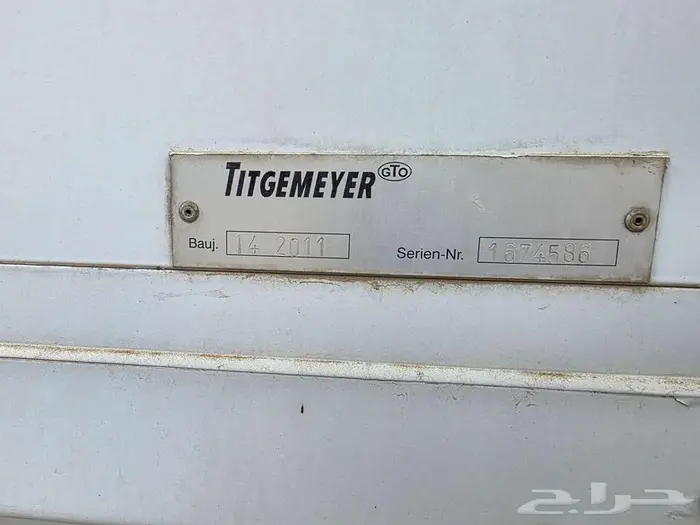 TITGEMEYER GTO
Bauj. 14 2011 Serien-Nr. 1674586
حراج